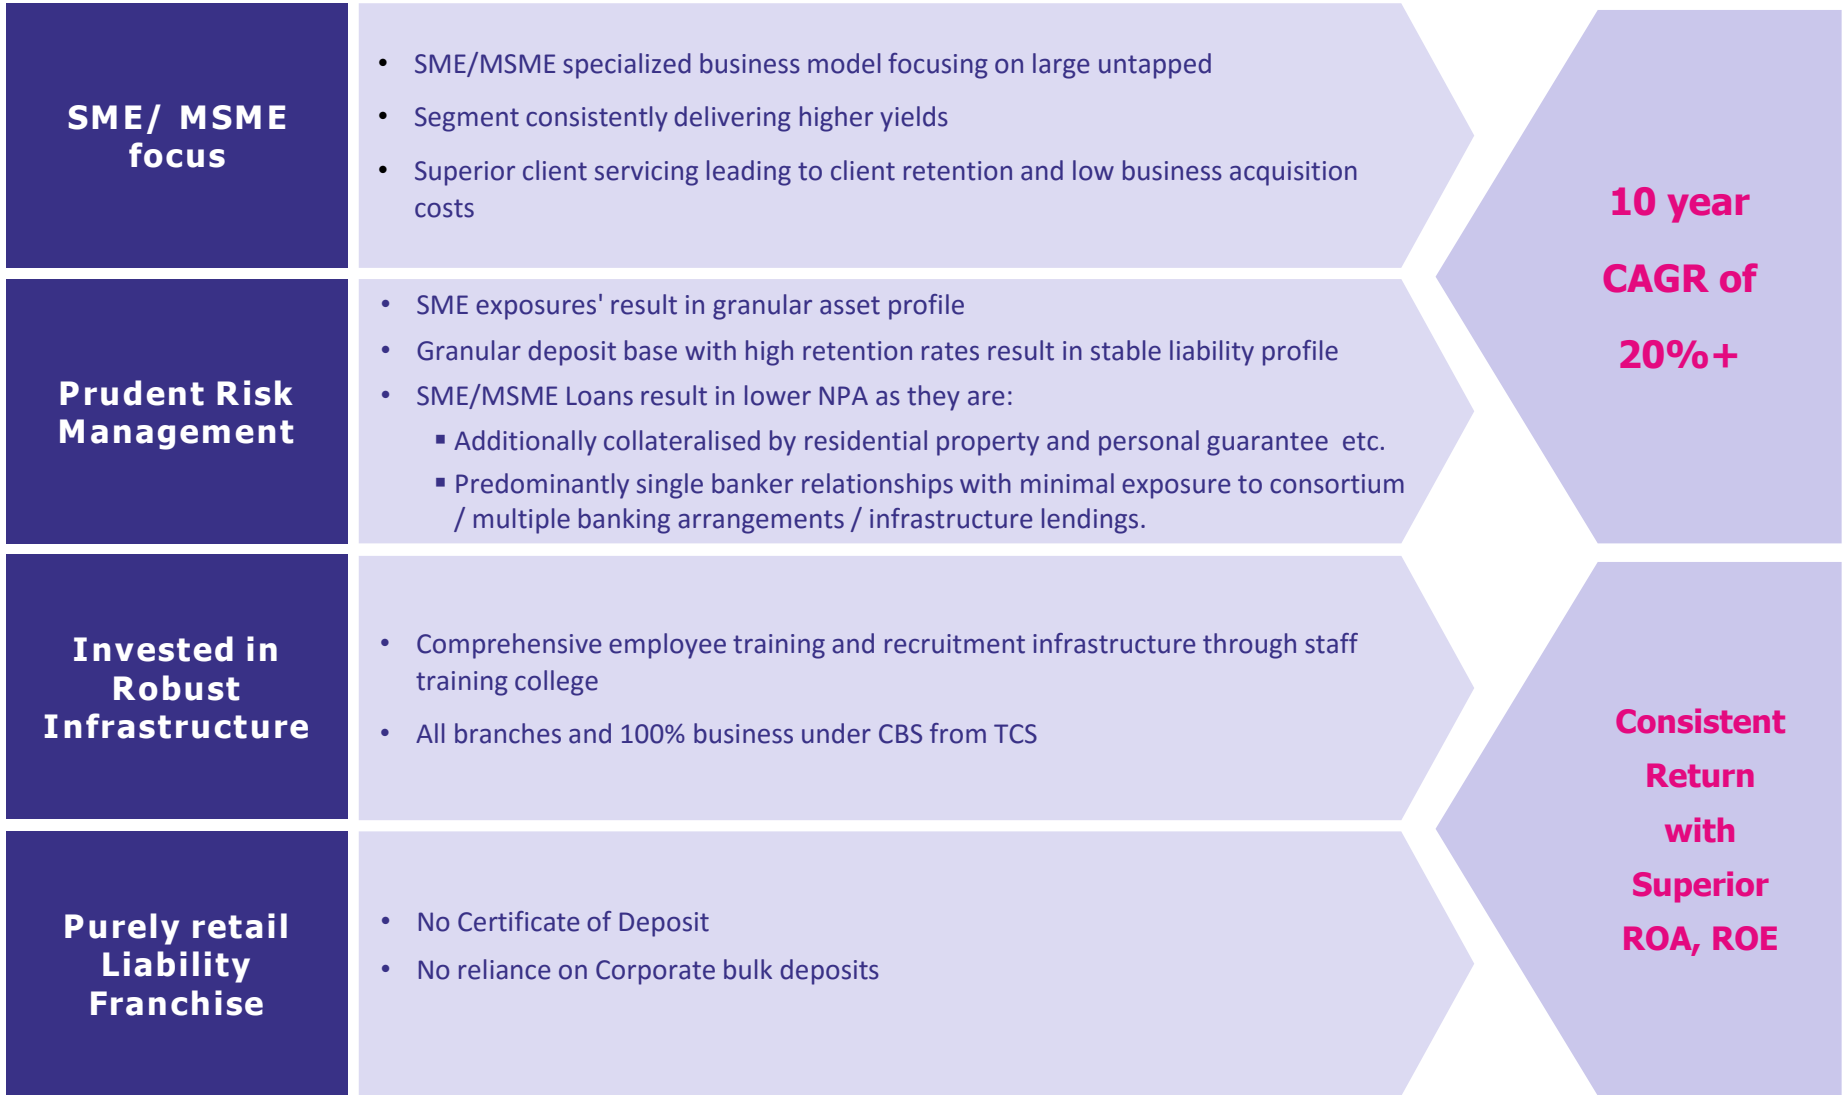 SME/ MSME
focus
• SME/MSME specialized business model focusing on large untapped
• Segment consistently delivering higher yields
• Superior client servicing leading to client retention and low business acquisition
costs
Prudent Risk
Management
• SME exposures' result in granular asset profile
• Granular deposit base with high retention rates result in stable liability profile
• SME/MSME Loans result in lower NPA as they are:
▪ Additionally collateralised by residential property and personal guarantee etc.
▪ Predominantly single banker relationships with minimal exposure to consortium
/ multiple banking arrangements / infrastructure lendings.
10 year
CAGR of
20%+
Invested in
Robust
Infrastructure
• Comprehensive employee training and recruitment infrastructure through staff
training college
• All branches and 100% business under CBS from TCS
Purely retail
Liability
Franchise
• No Certificate of Deposit
• No reliance on Corporate bulk deposits
Consistent
Return
with
Superior
ROA, ROE